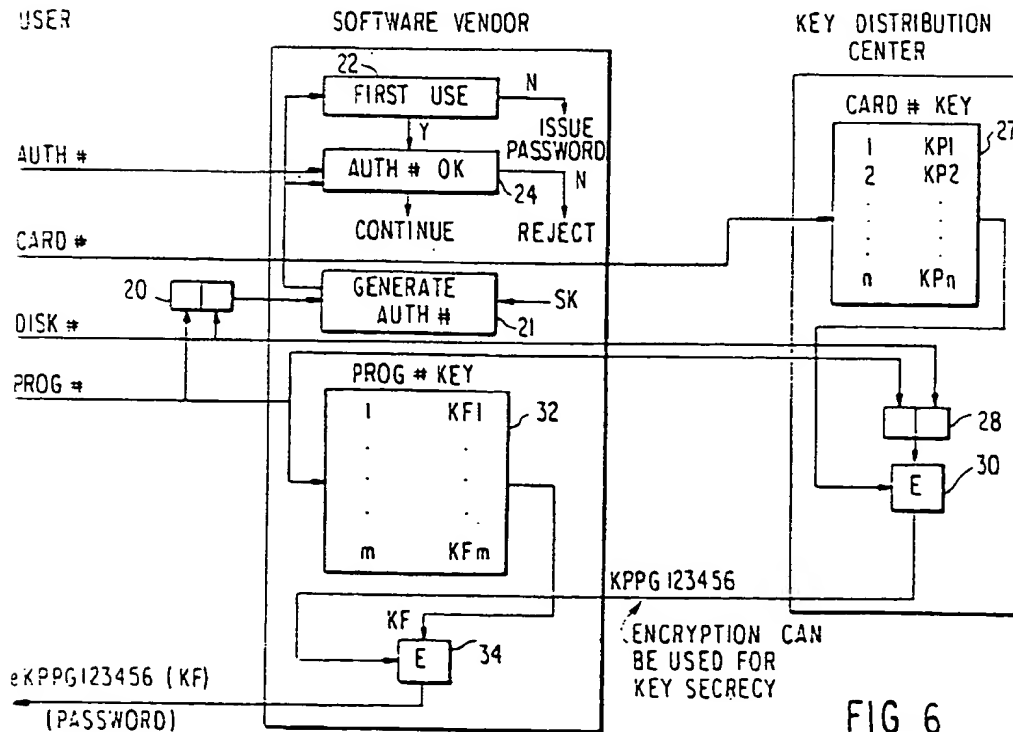 USER
SOFTWARE VENDOR
KEY DISTRIBUTION
CENTER
22
FIRST USE
N
Y
ISSUE
PASSWORD
AUTH #
AUTH # OK
24
N
CONTINUE
REJECT
CARD # KEY
27
1 KP1
2 KP2
. .
. .
. .
n KPn
CARD #
20
GENERATE
AUTH #
21
SK
DISK #
PROG #
PROG # KEY
32
1 KF1
. .
. .
. .
m KFm
28
E
30
KPPG123456
KF
E
34
ENCRYPTION CAN
BE USED FOR
KEY SECRECY
eKPPG123456 (KF)
(PASSWORD)
FIG 6